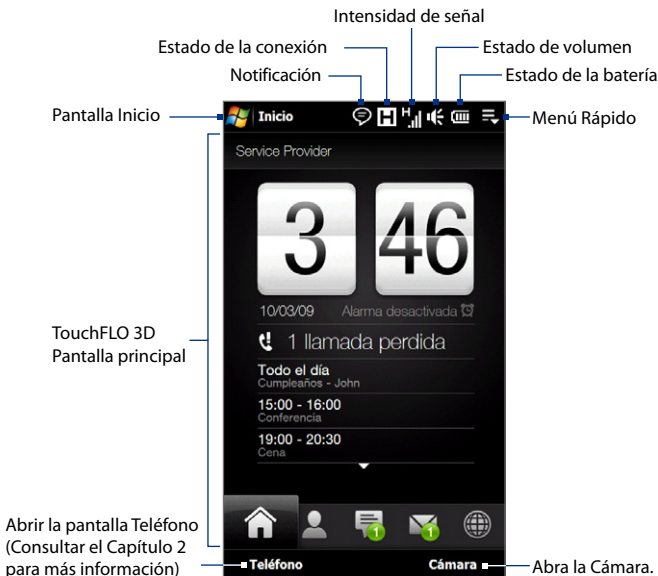 Intensidad de señal
Estado de la conexión
Estado de volumen
Notificación
Estado de la batería
Pantalla Inicio
Inicio
H
H
Menú Rápido
Service Provider
3
46
10/03/09
Alarma desactivada
TouchFLO 3D
Pantalla principal
1 llamada perdida
Todo el día
Cumpleaños - John
15:00 - 16:00
Conferencia
19:00 - 20:30
Cena
1
1
Abrir la pantalla Teléfono
(Consultar el Capítulo 2
para más información)
Teléfono
Cámara
Abra la Cámara.